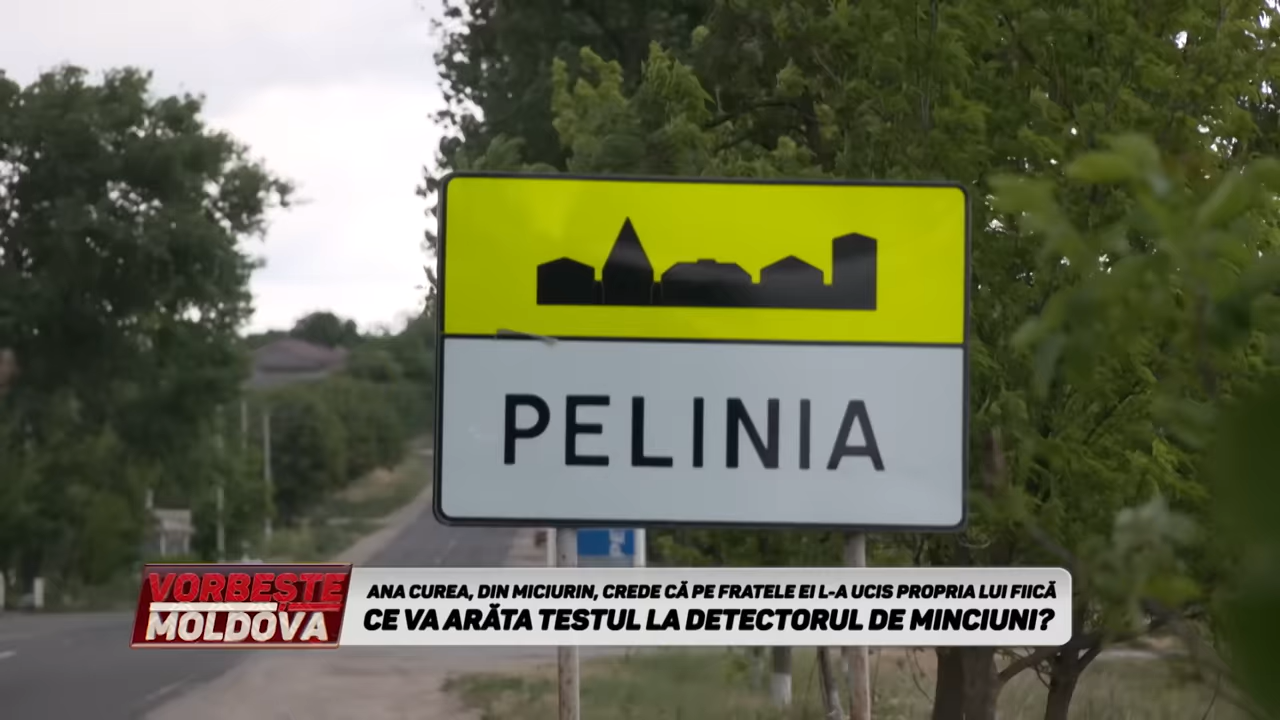 PELINIA
VORBEȘTE
MOLDOVA
ANA CUREA, DIN MICIURIN, CREDE CĂ PE FRATELE EI L-A UCIS PROPRIA LUI FIICĂ
CE VA ARĂTA TESTUL LA DETECTORUL DE MINCIUNI?